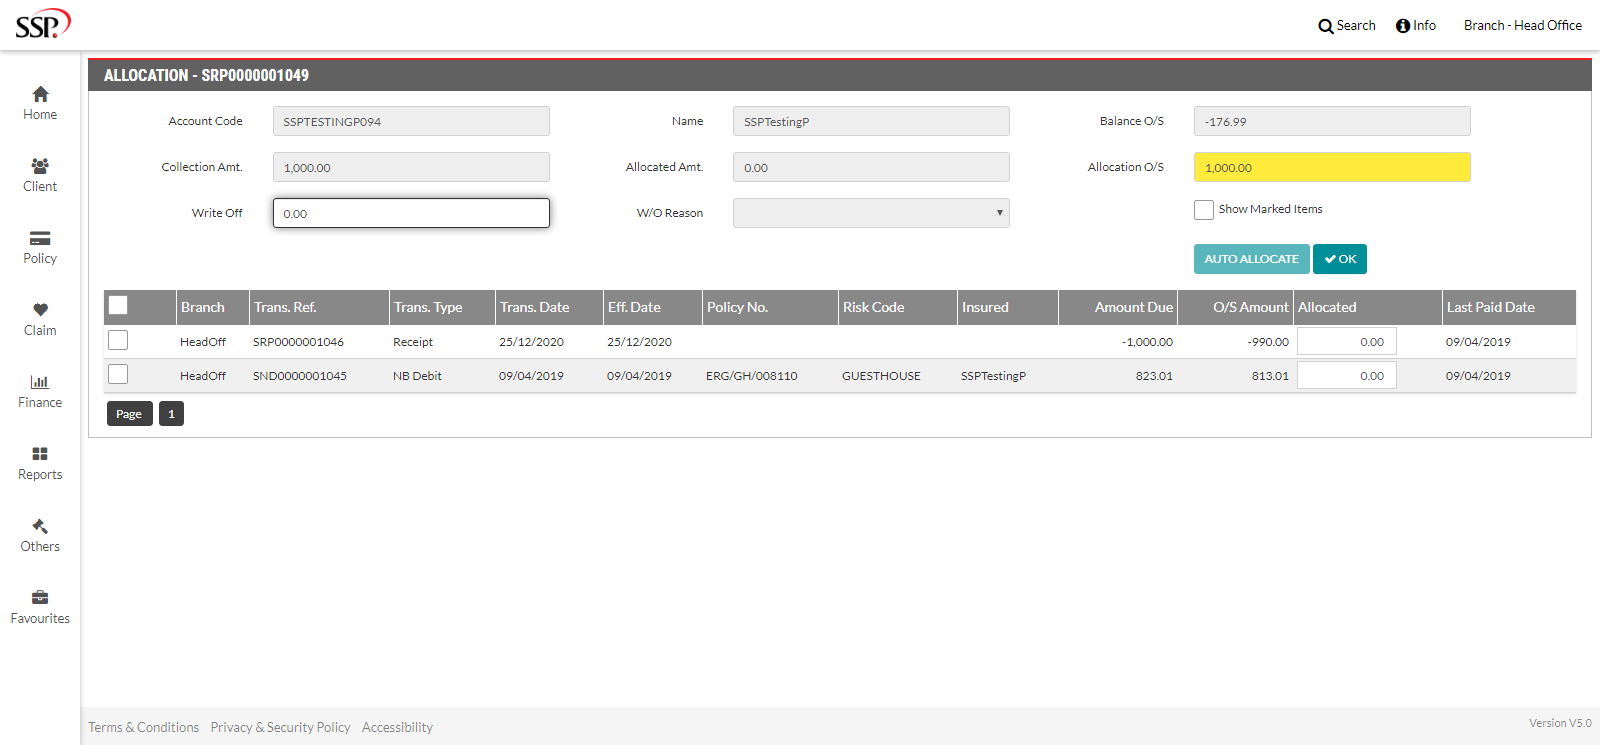 SSP.
Search Info Branch - Head Office
Home
Client
Policy
Claim
Finance
Reports
Others
Favourites
ALLOCATION - SRP0000001049
Account Code SSPTESTINGP094 Name SSPTestingP Balance O/S -176.99
Collection Amt. 1,000.00 Allocated Amt. 0.00 Allocation O/S 1,000.00
Write Off 0.00 W/O Reason Show Marked Items
AUTO ALLOCATE OK
Branch Trans. Ref. Trans. Type Trans. Date Eff. Date Policy No. Risk Code Insured Amount Due O/S Amount Allocated Last Paid Date
HeadOff SRP0000001046 Receipt 25/12/2020 25/12/2020 -1,000.00 -990.00 0.00 09/04/2019
HeadOff SND0000001045 NB Debit 09/04/2019 09/04/2019 ERG/GH/008110 GUESTHOUSE SSPTestingP 823.01 813.01 0.00 09/04/2019
Page 1
Terms & Conditions Privacy & Security Policy Accessibility Version V5.0